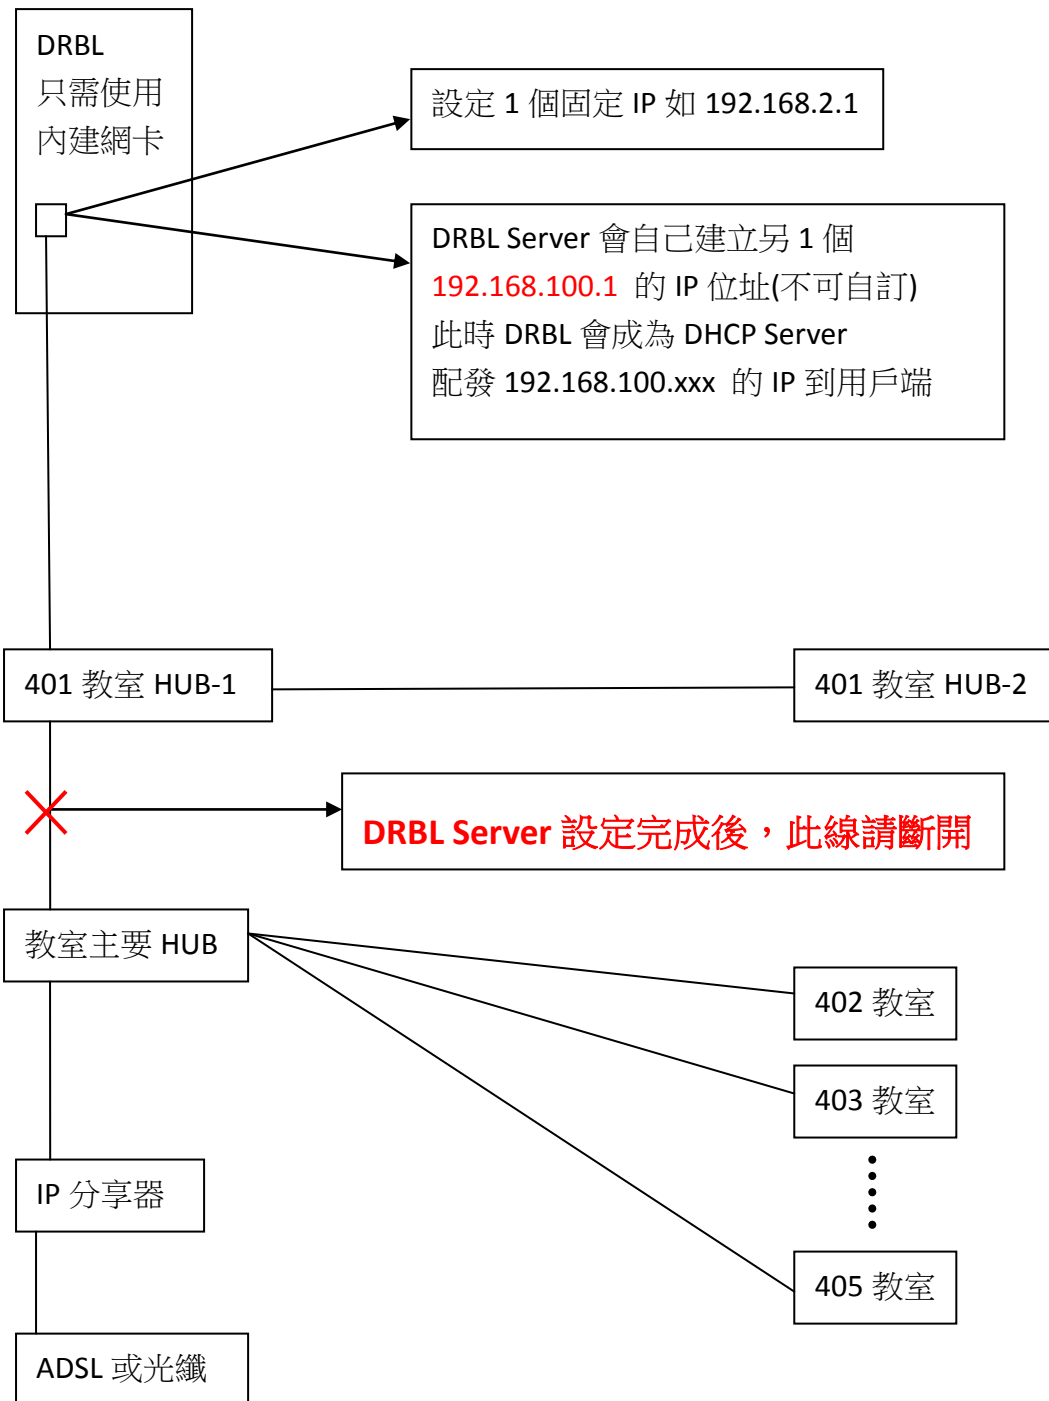 DRBL
只需使用
內建網卡
設定 1 個固定 IP 如 192.168.2.1
DRBL Server 會自己建立另 1 個
192.168.100.1 的 IP 位址(不可自訂)
此時 DRBL 會成為 DHCP Server
配發 192.168.100.xxx 的 IP 到用戶端
401 教室 HUB-1
401 教室 HUB-2
DRBL Server 設定完成後，此線請斷開
教室主要 HUB
402 教室
403 教室
IP 分享器
405 教室
ADSL 或光纖